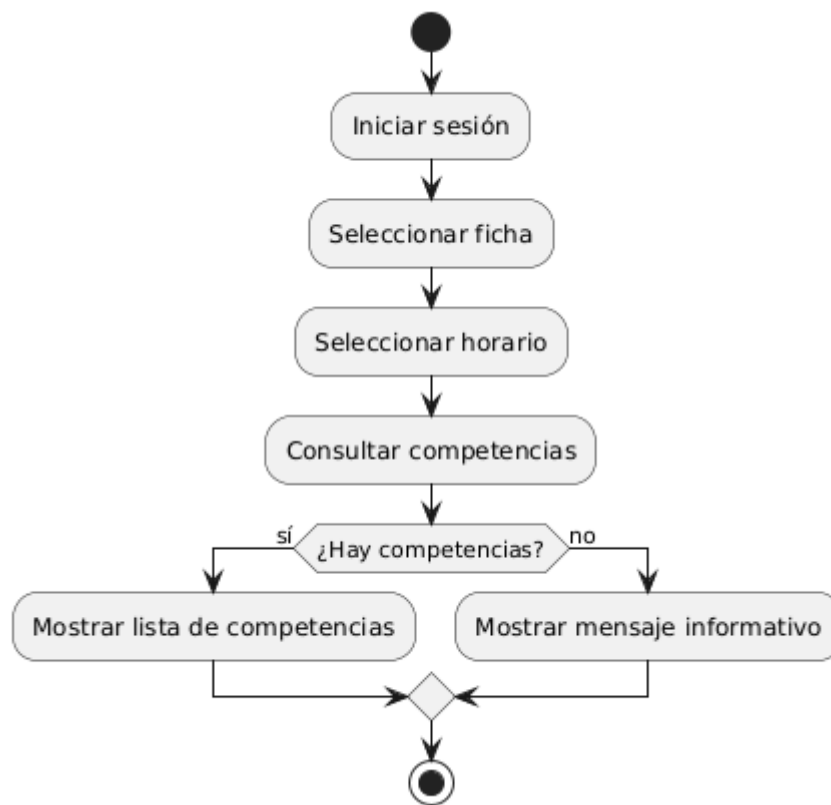 Iniciar sesión
Seleccionar ficha
Seleccionar horario
Consultar competencias
sí
¿Hay competencias?
no
Mostrar lista de competencias
Mostrar mensaje informativo